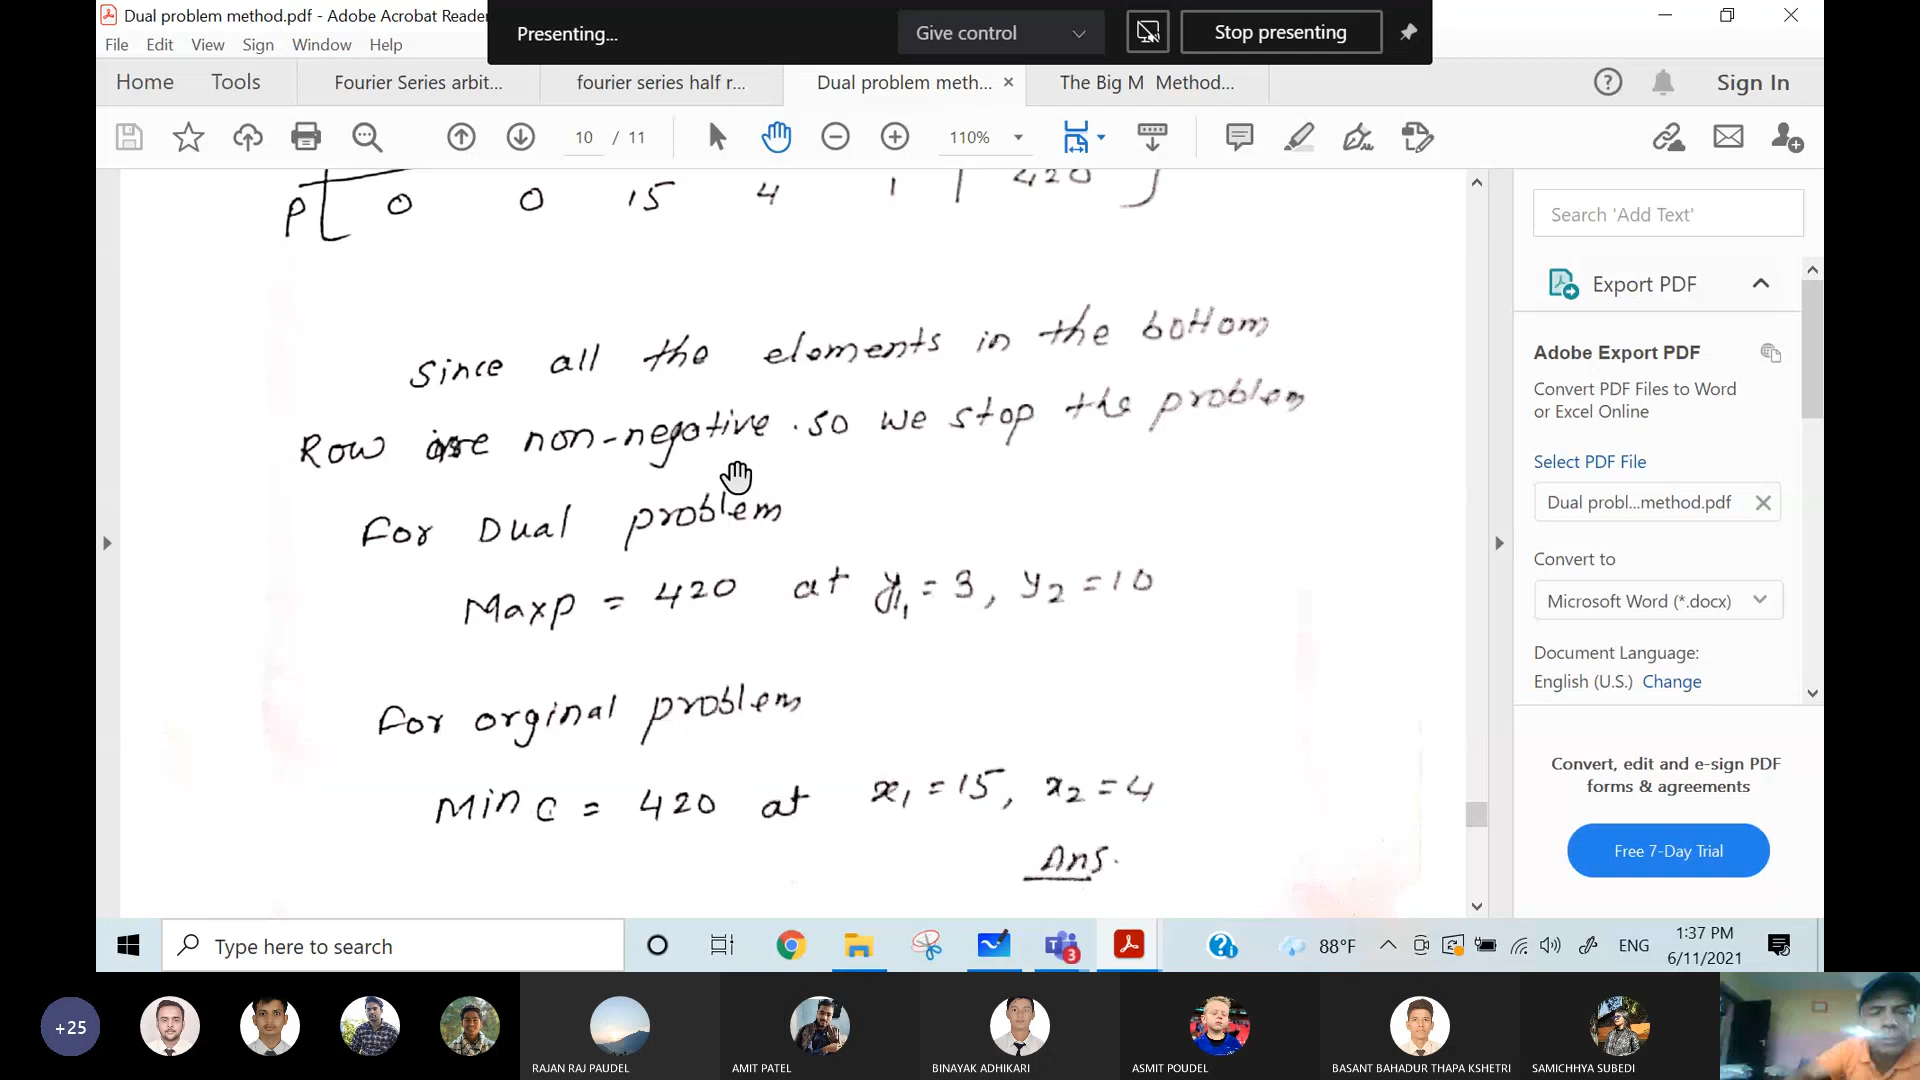 Dual problem method.pdf - Adobe Acrobat Reade
Presenting...
Give control
Stop presenting
File Edit View Sign Window Help
Home Tools Fourier Series arbit... fourier series half r... Dual problem meth... × The Big M Method... Sign In
10 / 11 110%
P 0 0 15 4 1 420
Since all the elements in the bottom
Row are non-negative. so we stop the problem
For Dual problem
Max P = 420 at y1 = 3, y2 = 10
For orginal problem
Min C = 420 at x1 = 15, x2 = 4
Ans.
Search 'Add Text'
Export PDF
Adobe Export PDF
Convert PDF Files to Word
or Excel Online
Select PDF File
Dual probl...method.pdf
Convert to
Microsoft Word (*.docx)
Document Language:
English (U.S.) Change
Convert, edit and e-sign PDF
forms & agreements
Free 7-Day Trial
Type here to search
3
88°F
ENG
1:37 PM
6/11/2021
+25
RAJAN RAJ PAUDEL
AMIT PATEL
BINAYAK ADHIKARI
ASMIT POUDEL
BASANT BAHADUR THAPA KSHETRI
SAMICHHYA SUBEDI